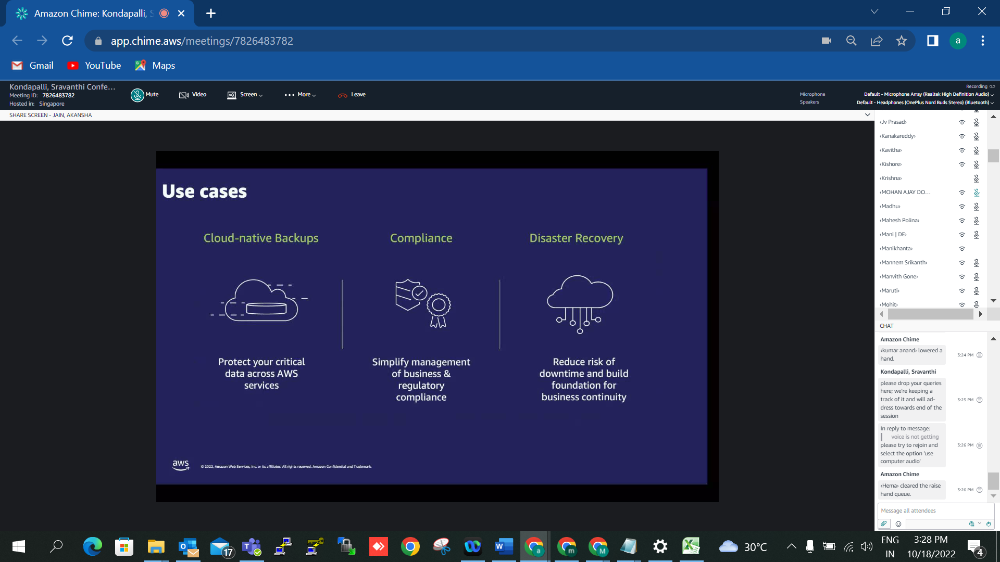 Amazon Chime: Kondapalli, S
app.chime.aws/meetings/7826483782
a
Gmail
YouTube
Maps
Kondapalli, Sravanthi Confe...
Meeting ID: 7826483782
Hosted in: Singapore
Mute
Video
Screen
More
Leave
Recording
Microphone
Default - Microphone Array (Realtek High Definition Audio)
Speakers
Default - Headphones (OnePlus Nord Buds Stereo) (Bluetooth)
SHARE SCREEN - JAIN, AKANSHA
Use cases
Cloud-native Backups
Protect your critical
data across AWS
services
Compliance
Simplify management
of business &
regulatory
compliance
Disaster Recovery
Reduce risk of
downtime and build
foundation for
business continuity
aws
© 2022, Amazon Web Services, Inc. or its affiliates. All rights reserved. Amazon Confidential and Trademark.
‹Jv Prasad›
‹Kanakareddy›
‹Kavitha›
‹Kishore›
‹Krishna›
‹MOHAN AJAY DO...
‹Madhu›
‹Mahesh Polina›
‹Mani | DE›
‹Manikhanta›
‹Mannem Srikanth›
‹Manvith Gone›
‹Maruti›
‹Mohit›
CHAT
Amazon Chime
‹kumar anand› lowered a
hand.
3:24 PM
Kondapalli, Sravanthi
please drop your queries
here; we're keeping a
track of it and will ad-
dress towards end of the
session
3:25 PM
In reply to message:
voice is not getting
please try to rejoin and
select the option 'use
computer audio'
3:26 PM
Amazon Chime
‹Hema› cleared the raise
hand queue.
3:26 PM
Message all attendees
17
a
m
M
30°C
ENG
IN
3:28 PM
10/18/2022
4